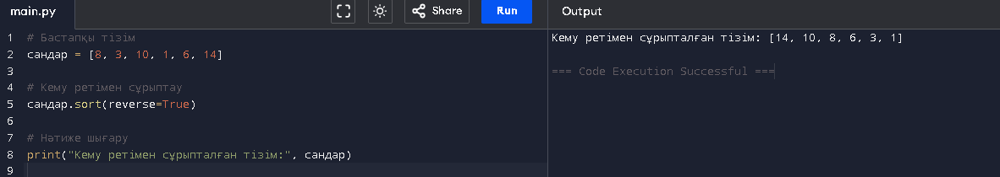 main.py
Share
Run
Output
1 # Бастапқы тізім
2 сандар = [8, 3, 10, 1, 6, 14]
3
4 # Кему ретімен сұрыптау
5 сандар.sort(reverse=True)
6
7 # Нәтиже шығару
8 print("Кему ретімен сұрыпталған тізім:", сандар)
9
Кему ретімен сұрыпталған тізім: [14, 10, 8, 6, 3, 1]
=== Code Execution Successful ===